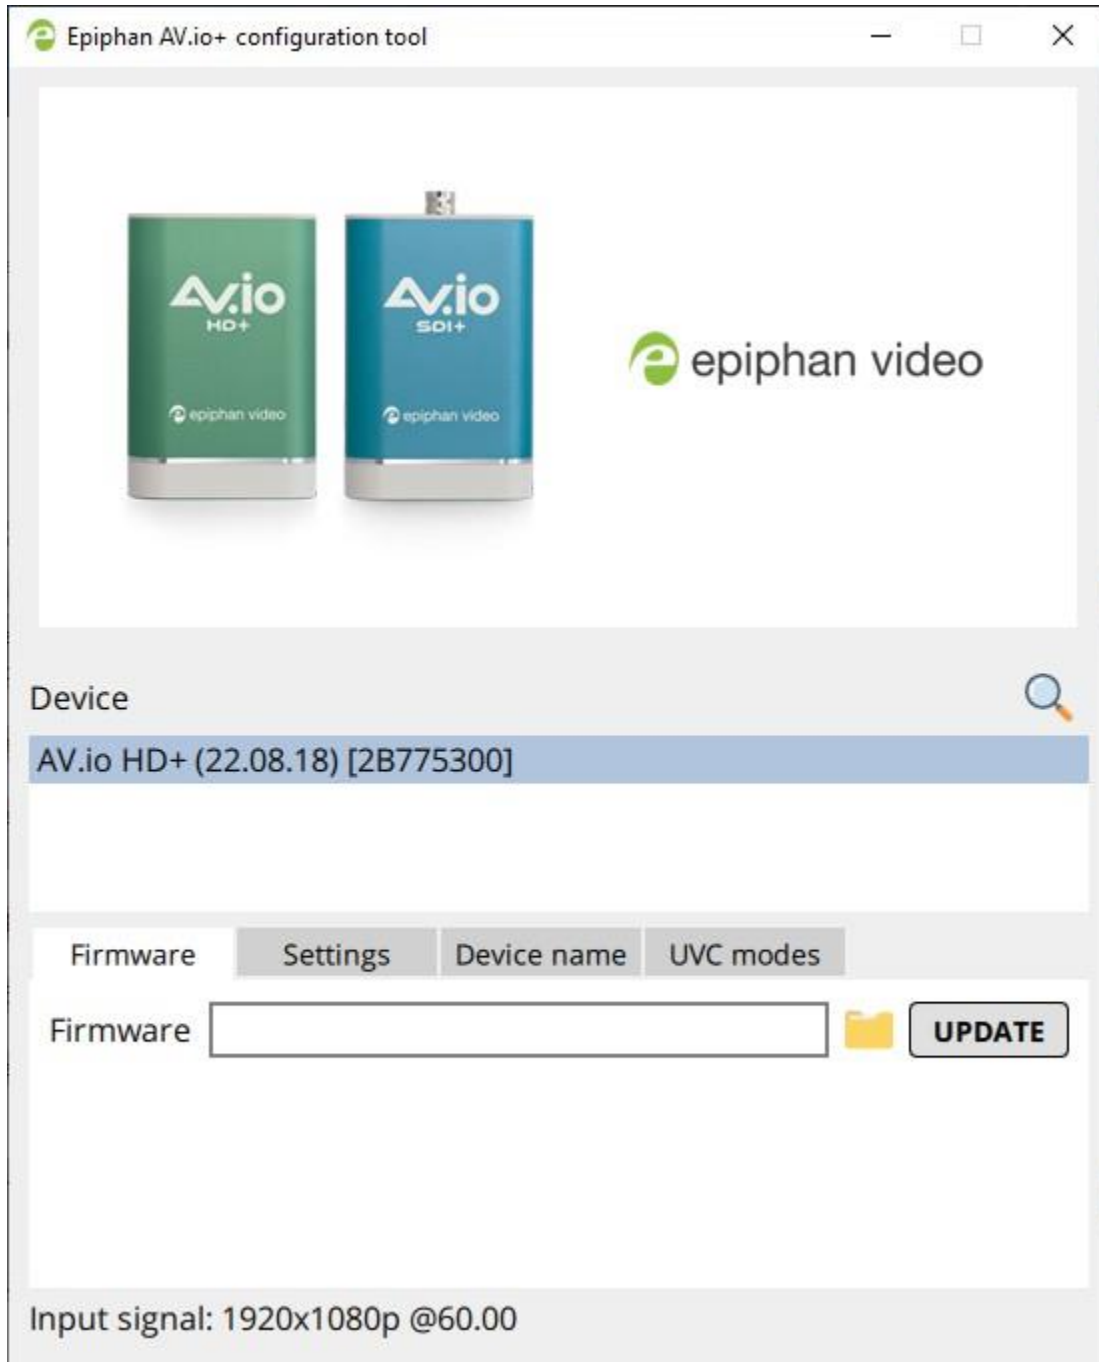 Epiphan AV.io+ configuration tool
AV.io
HD+
epiphan video
AV.io
SDI+
epiphan video
epiphan video
Device
AV.io HD+ (22.08.18) [2B775300]
Firmware Settings Device name UVC modes
Firmware UPDATE
Input signal: 1920x1080p @60.00